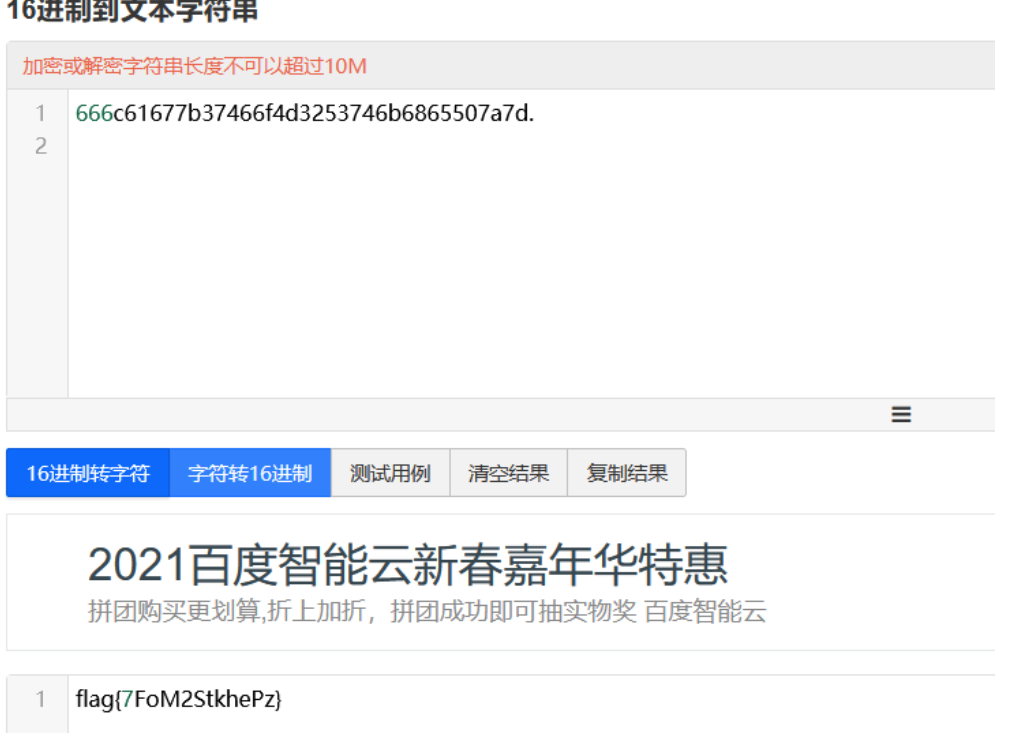 16进制到文本字符串
加密或解密字符串长度不可以超过10M
1 666c61677b37466f4d3253746b6865507a7d.
2
16进制转字符 字符转16进制 测试用例 清空结果 复制结果
2021百度智能云新春嘉年华特惠
拼团购买更划算,折上加折，拼团成功即可抽实物奖 百度智能云
1 flag{7FoM2StkhePz}